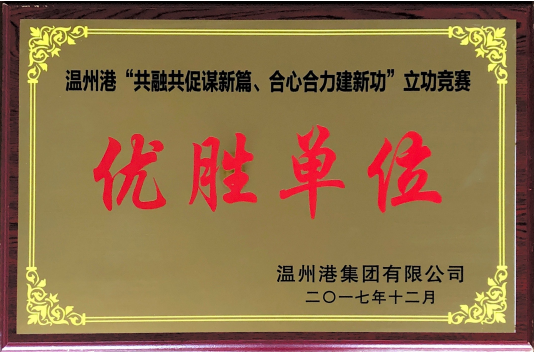 温州港“共融共促谋新篇、合心合力建新功”立功竞赛
优胜单位
温州港集团有限公司
二〇一七年十二月